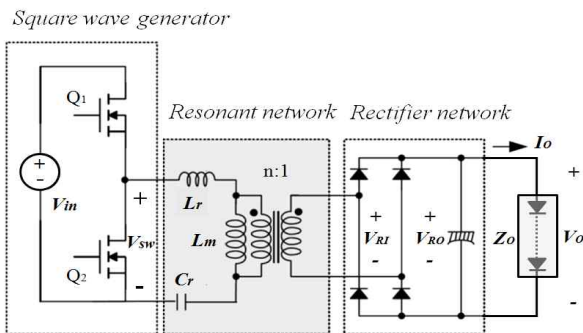 Square wave generator
Resonant network
Rectifier network
Q1
Q2
+
-
Vin
+
Vsw
-
Lr
Lm
Cr
n:1
+
VRI
-
+
VRO
-
Io
Zo
+
Vo
-